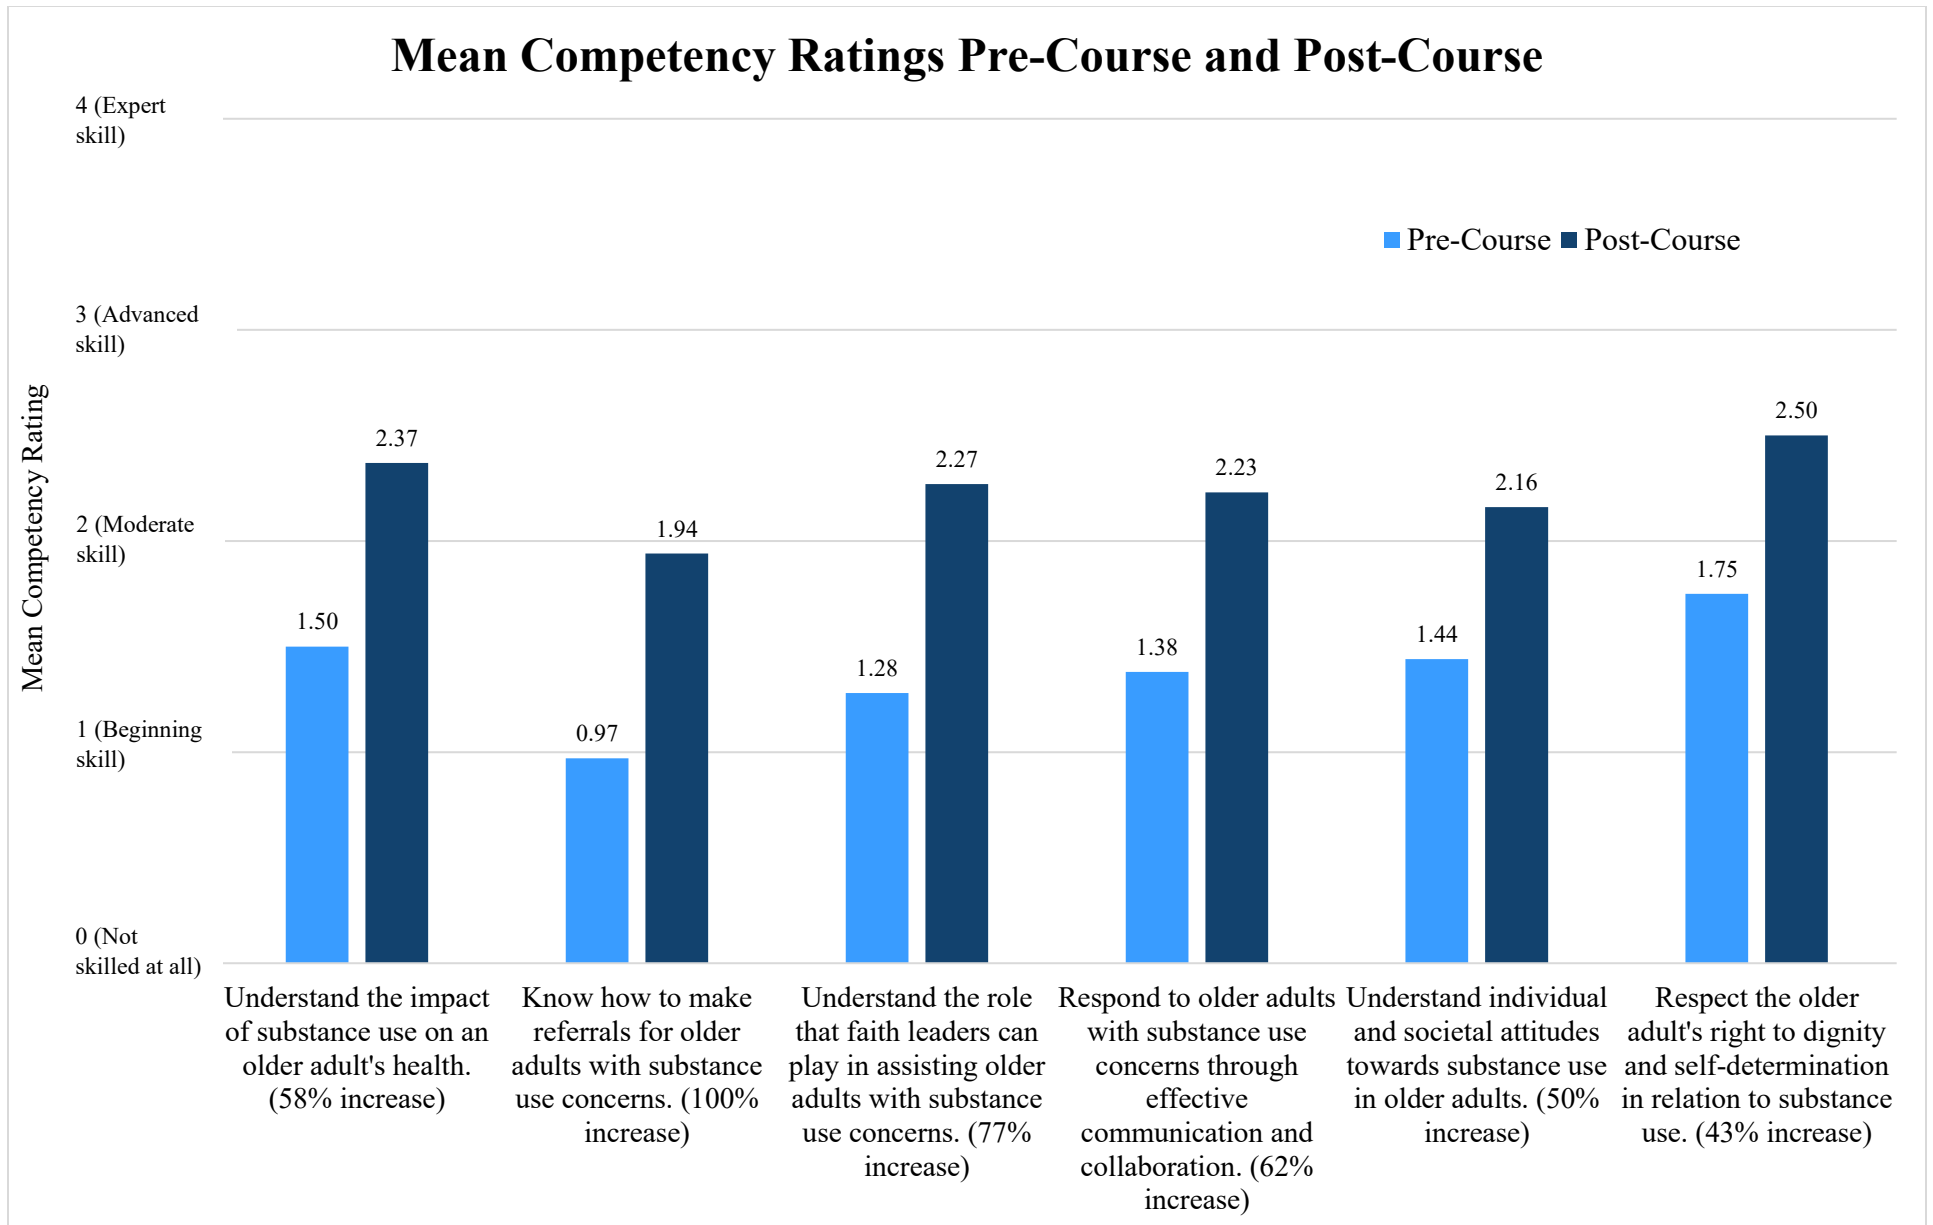 Mean Competency Ratings Pre-Course and Post-Course
4 (Expert
skill)
Pre-Course Post-Course
3 (Advanced
skill)
Mean Competency Rating
2 (Moderate
skill)
1 (Beginning
skill)
0 (Not
skilled at all)
1.50
2.37
0.97
1.94
1.28
2.27
1.38
2.23
1.44
2.16
1.75
2.50
Understand the impact
of substance use on an
older adult's health.
(58% increase)
Know how to make
referrals for older
adults with substance
use concerns. (100%
increase)
Understand the role
that faith leaders can
play in assisting older
adults with substance
use concerns. (77%
increase)
Respond to older adults
with substance use
concerns through
effective
communication and
collaboration. (62%
increase)
Understand individual
and societal attitudes
towards substance use
in older adults. (50%
increase)
Respect the older
adult's right to dignity
and self-determination
in relation to substance
use. (43% increase)